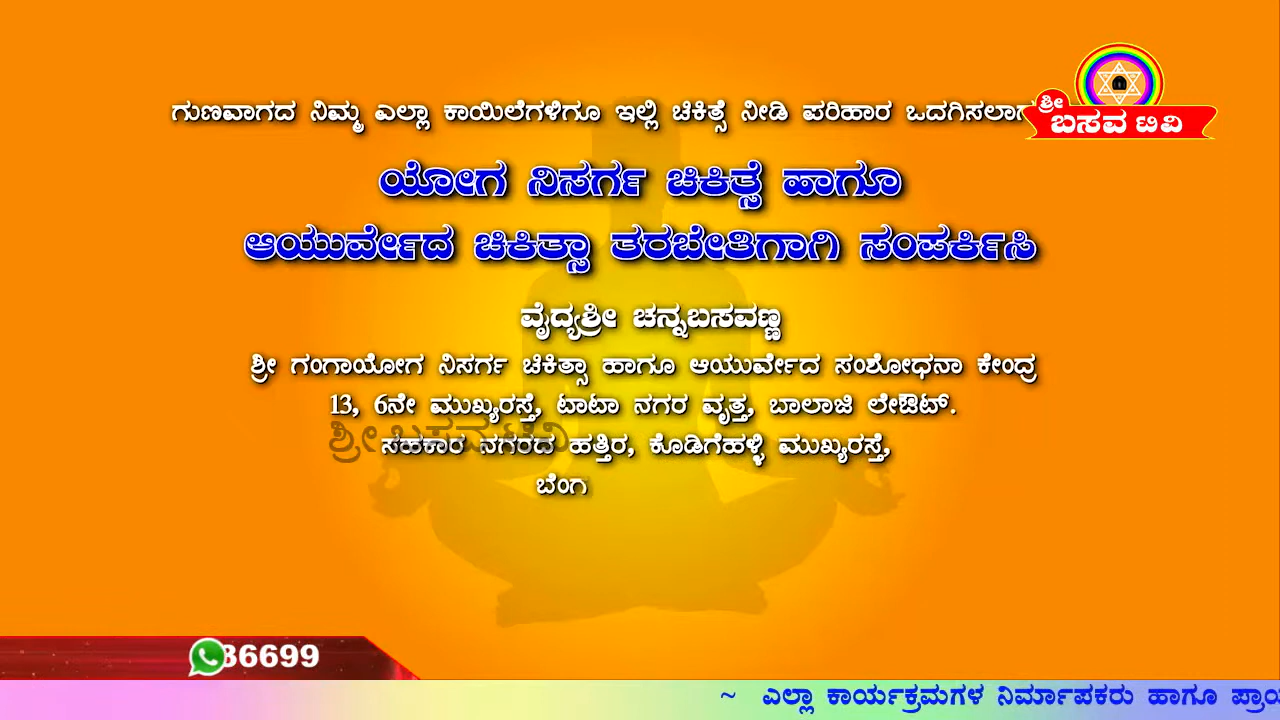 ಗುಣವಾಗದ ನಿಮ್ಮ ಎಲ್ಲಾ ಕಾಯಿಲೆಗಳಿಗೂ ಇಲ್ಲಿ ಚಿಕಿತ್ಸೆ ನೀಡಿ ಪರಿಹಾರ ಒದಗಿಸಲಾಗು
ಶ್ರೀ
ಬಸವ ಟಿವಿ
ಯೋಗ ನಿಸರ್ಗ ಚಿಕಿತ್ಸೆ ಹಾಗೂ
ಆಯುರ್ವೇದ ಚಿಕಿತ್ಸಾ ತರಬೇತಿಗಾಗಿ ಸಂಪರ್ಕಿಸಿ
ವೈದ್ಯಶ್ರೀ ಚನ್ನಬಸವಣ್ಣ
ಶ್ರೀ ಗಂಗಾಯೋಗ ನಿಸರ್ಗ ಚಿಕಿತ್ಸಾ ಹಾಗೂ ಆಯುರ್ವೇದ ಸಂಶೋಧನಾ ಕೇಂದ್ರ
13, 6ನೇ ಮುಖ್ಯರಸ್ತೆ, ಟಾಟಾ ನಗರ ವೃತ್ತ, ಬಾಲಾಜಿ ಲೇಔಟ್.
ಶ್ರೀ ಬಸವ ಟಿವಿ
ಸಹಕಾರ ನಗರದ ಹತ್ತಿರ, ಕೊಡಿಗೆಹಳ್ಳಿ ಮುಖ್ಯರಸ್ತೆ,
ಬೆಂಗ
36699
~ ಎಲ್ಲಾ ಕಾರ್ಯಕ್ರಮಗಳ ನಿರ್ಮಾಪಕರು ಹಾಗೂ ಪ್ರಾಯ